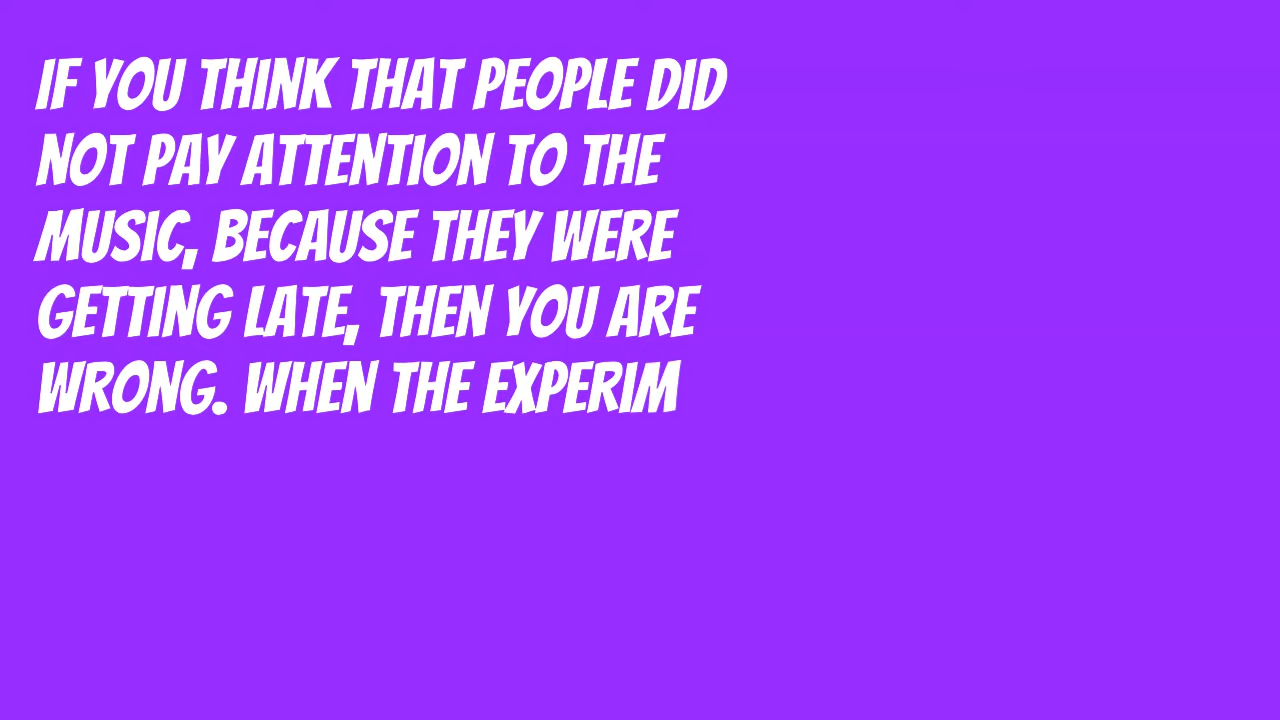 IF YOU THINK THAT PEOPLE DID
NOT PAY ATTENTION TO THE
MUSIC, BECAUSE THEY WERE
GETTING LATE, THEN YOU ARE
WRONG. WHEN THE EXPERIM